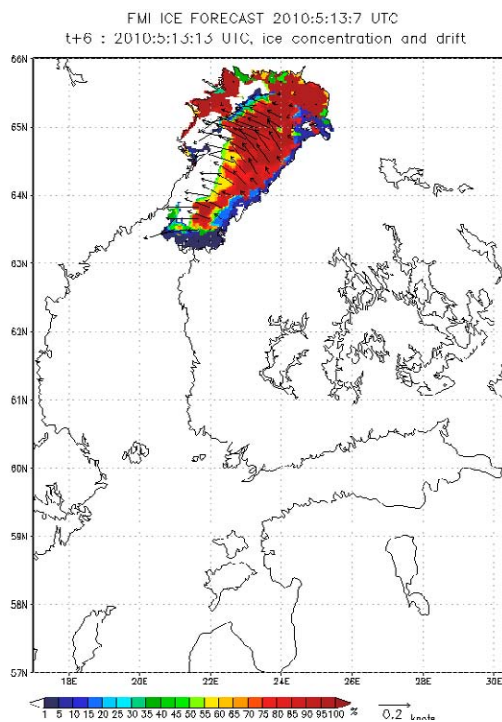 FMI ICE FORECAST 2010:5:13:7 UTC
t+6 : 2010:5:13:13 UTC, ice concentration and drift
66N
65N
64N
63N
62N
61N
60N
59N
58N
57N
18E 20E 22E 24E 26E 28E 30E
1 5 10 15 20 25 30 35 40 45 50 55 60 65 70 75 80 85 90 95 100 %
0.2 knots